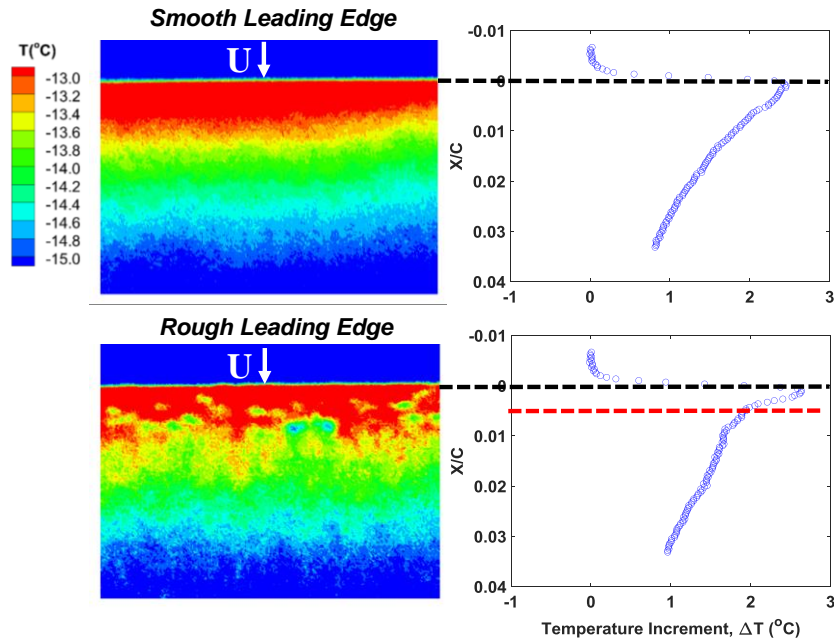 Smooth Leading Edge
T(°C)
-13.0
-13.2
-13.4
-13.6
-13.8
-14.0
-14.2
-14.4
-14.6
-14.8
-15.0
U
-0.01
0
0.01
0.02
0.03
0.04
X/C
-1 0 1 2 3
Rough Leading Edge
U
-0.01
0
0.01
0.02
0.03
0.04
X/C
-1 0 1 2 3
Temperature Increment, ΔT (°C)